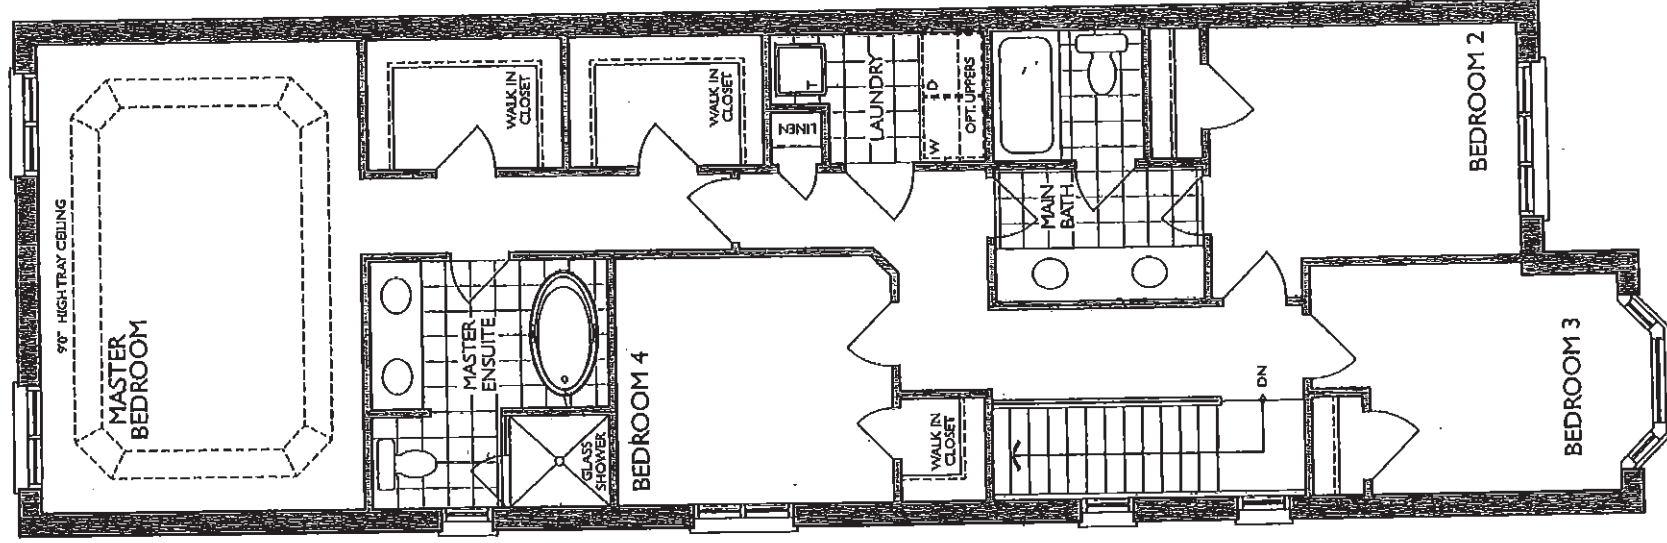 9'0" HIGH TRAY CEILING
MASTER
BEDROOM
WALK IN
CLOSET
WALK IN
CLOSET
T
LINEN
LAUNDRY
W D
OPT. UPPERS
MAIN
BATH
BEDROOM 2
MASTER
ENSUITE
GLASS
SHOWER
BEDROOM 4
WALK IN
CLOSET
DN
BEDROOM 3